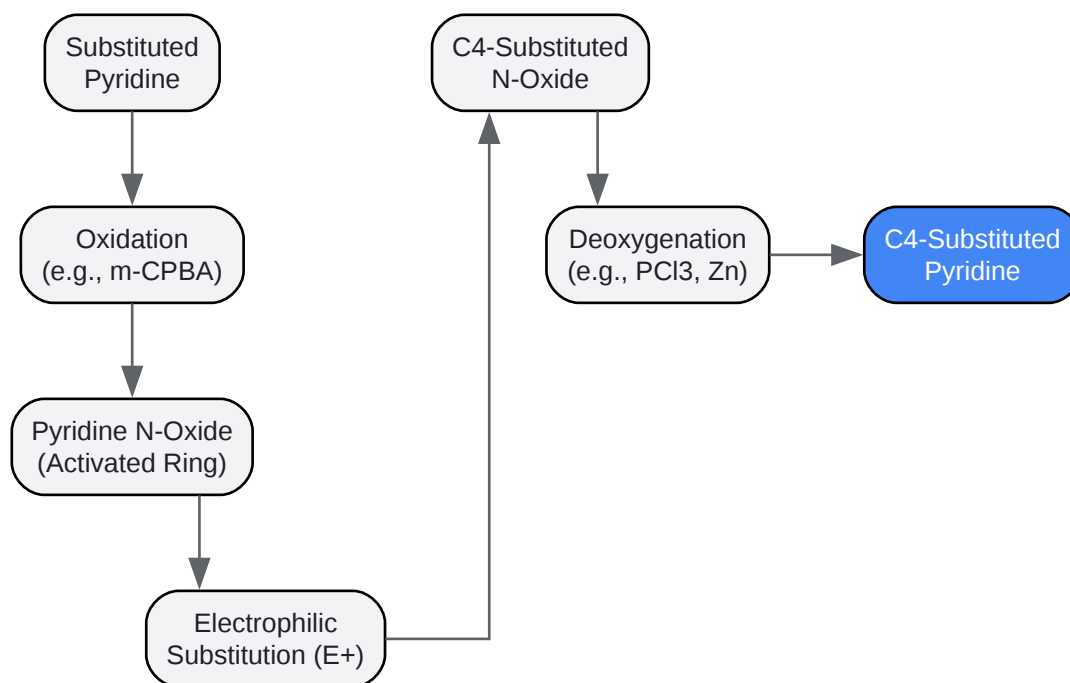 Substituted
Pyridine
Oxidation
(e.g., m-CPBA)
Pyridine N-Oxide
(Activated Ring)
Electrophilic
Substitution (E+)
C4-Substituted
N-Oxide
Deoxygenation
(e.g., PCl3, Zn)
C4-Substituted
Pyridine